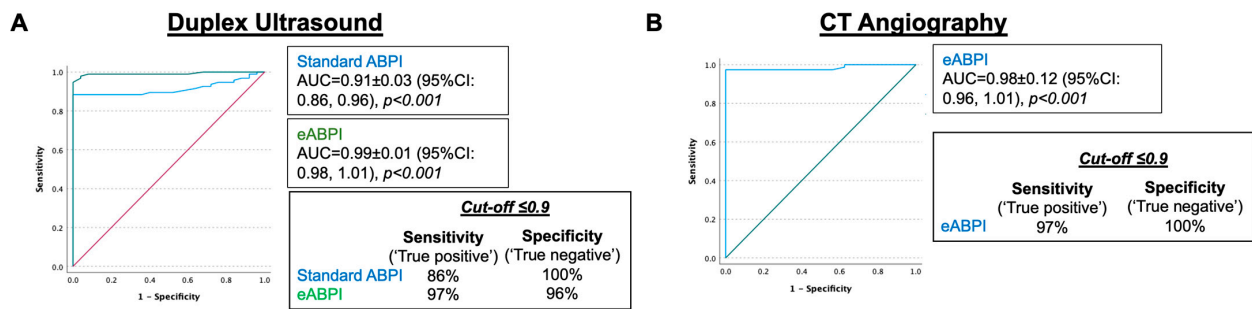 A
Duplex Ultrasound
Standard ABPI
AUC=0.91±0.03 (95%CI:
0.86, 0.96), p<0.001
eABPI
AUC=0.99±0.01 (95%CI:
0.98, 1.01), p<0.001
Cut-off ≤0.9
Sensitivity Specificity
('True positive') ('True negative')
Standard ABPI 86% 100%
eABPI 97% 96%
Sensitivity
1.0
0.8
0.6
0.4
0.2
0.0
0.0 0.2 0.4 0.6 0.8 1.0
1 - Specificity
B
CT Angiography
eABPI
AUC=0.98±0.12 (95%CI:
0.96, 1.01), p<0.001
Cut-off ≤0.9
Sensitivity Specificity
('True positive') ('True negative')
eABPI 97% 100%
Sensitivity
1.0
0.8
0.6
0.4
0.2
0.0
0.0 0.2 0.4 0.6 0.8 1.0
1 - Specificity